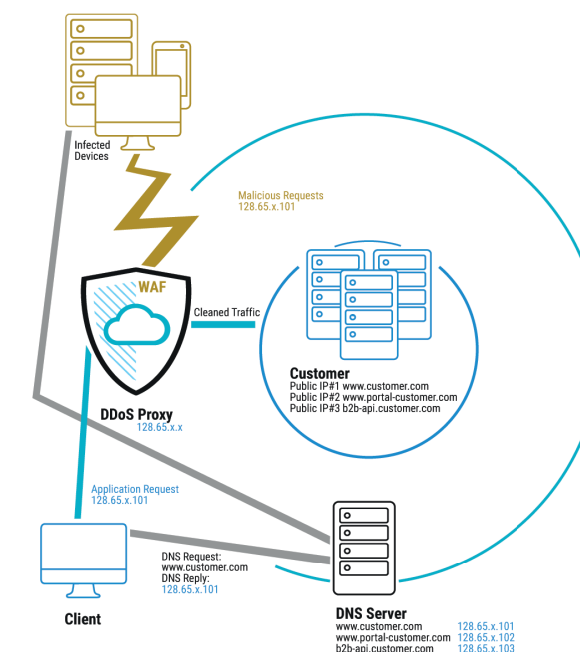 Infected
Devices
Malicious Requests
128.65.x.101
WAF
Cleaned Traffic
Customer
Public IP#1 www.customer.com
Public IP#2 www.portal-customer.com
Public IP#3 b2b-api.customer.com
DDoS Proxy
128.65.x.x
Application Request
128.65.x.101
DNS Request:
www.customer.com
DNS Reply:
128.65.x.101
Client
DNS Server
www.customer.com 128.65.x.101
www.portal-customer.com 128.65.x.102
b2b-api.customer.com 128.65.x.103